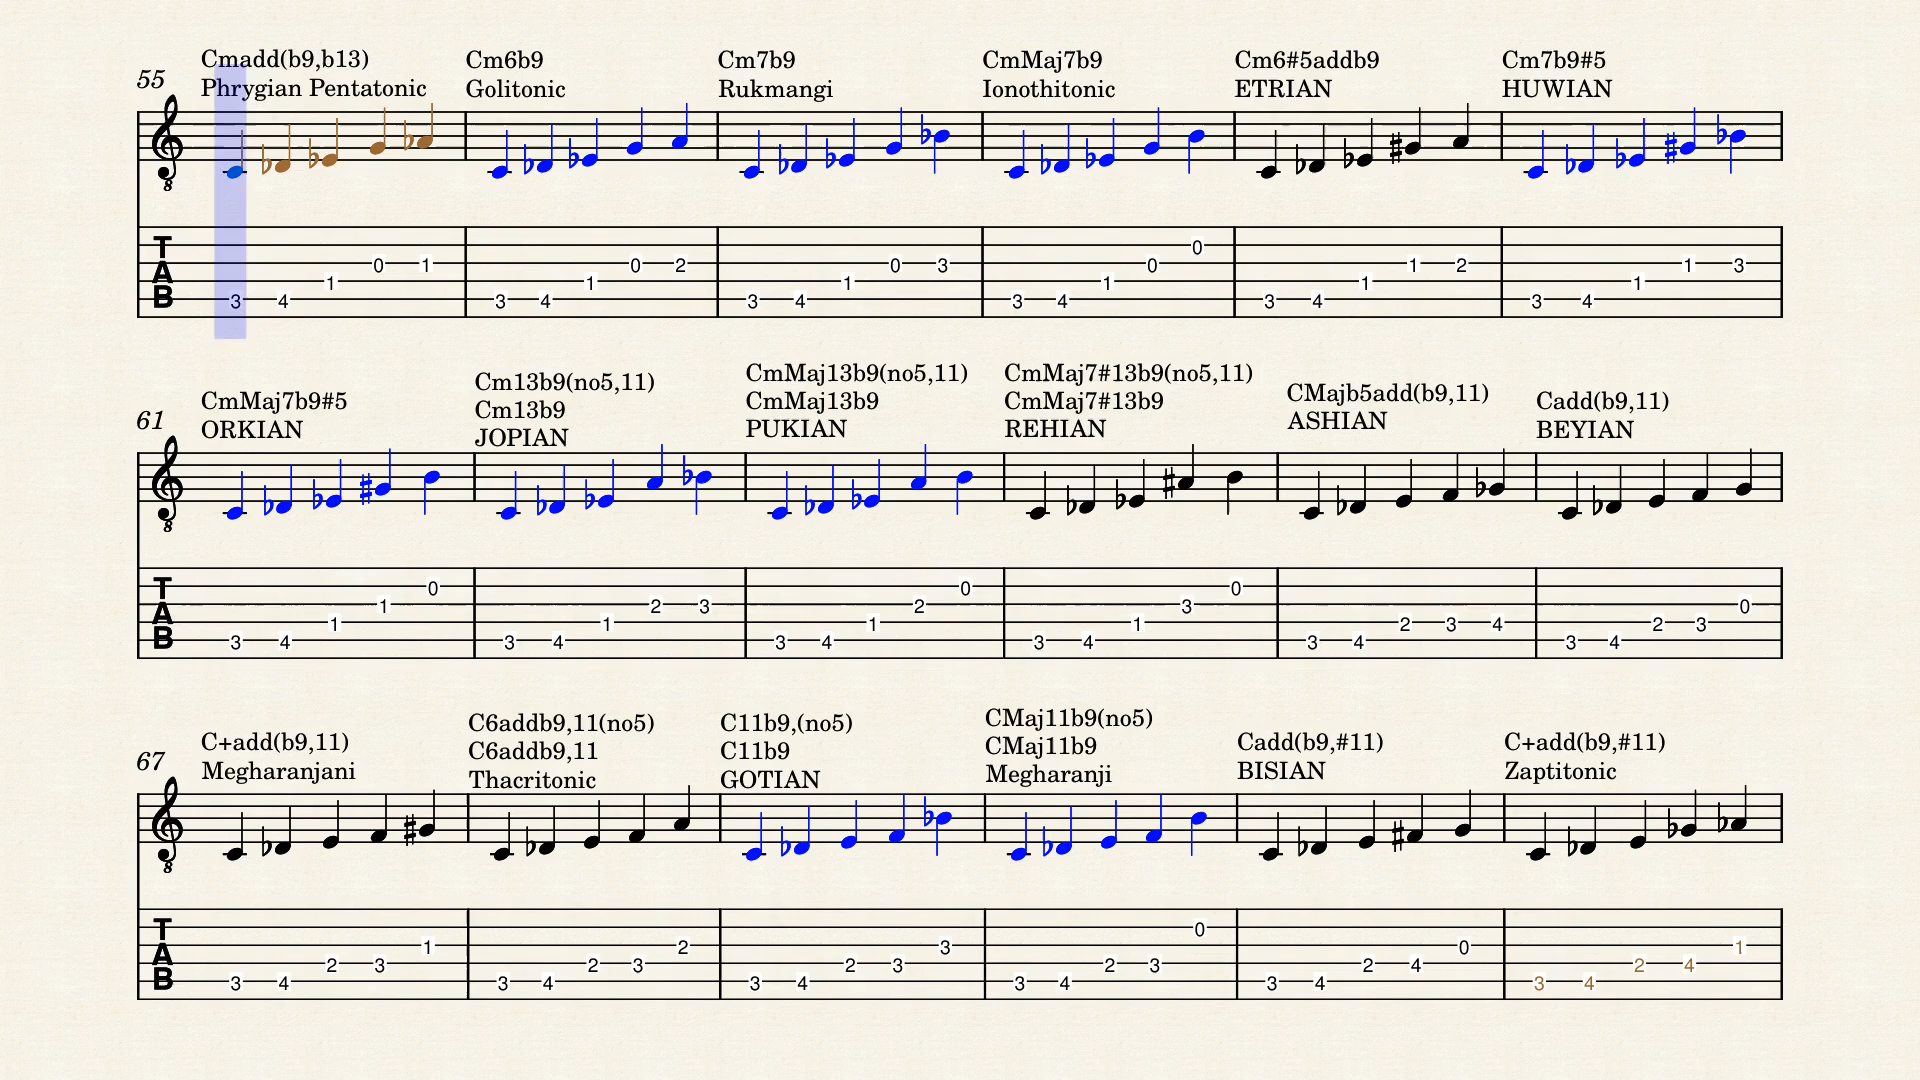 55
Cmadd(b9,b13)
Phrygian Pentatonic
Cm6b9
Golitonic
Cm7b9
Rukmangi
CmMaj7b9
Ionothitonic
Cm6#5addb9
ETRIAN
Cm7b9#5
HUWIAN
8
T
A
B
3 4 1 0 1
3 4 1 0 2
3 4 1 0 3
3 4 1 0 0
3 4 1 1 2
3 4 1 1 3
61
CmMaj7b9#5
ORKIAN
Cm13b9(no5,11)
Cm13b9
JOPIAN
CmMaj13b9(no5,11)
CmMaj13b9
PUKIAN
CmMaj7#13b9(no5,11)
CmMaj7#13b9
REHIAN
CMajb5add(b9,11)
ASHIAN
Cadd(b9,11)
BEYIAN
8
T
A
B
3 4 1 1 0
3 4 1 2 3
3 4 1 2 0
3 4 1 3 0
3 4 2 3 4
3 4 2 3 0
67
C+add(b9,11)
Megharanjani
C6addb9,11(no5)
C6addb9,11
Thacritonic
C11b9,(no5)
C11b9
GOTIAN
CMaj11b9(no5)
CMaj11b9
Megharanji
Cadd(b9,#11)
BISIAN
C+add(b9,#11)
Zaptitonic
8
T
A
B
3 4 2 3 1
3 4 2 3 2
3 4 2 3 3
3 4 2 3 0
3 4 2 4 0
3 4 2 4 1